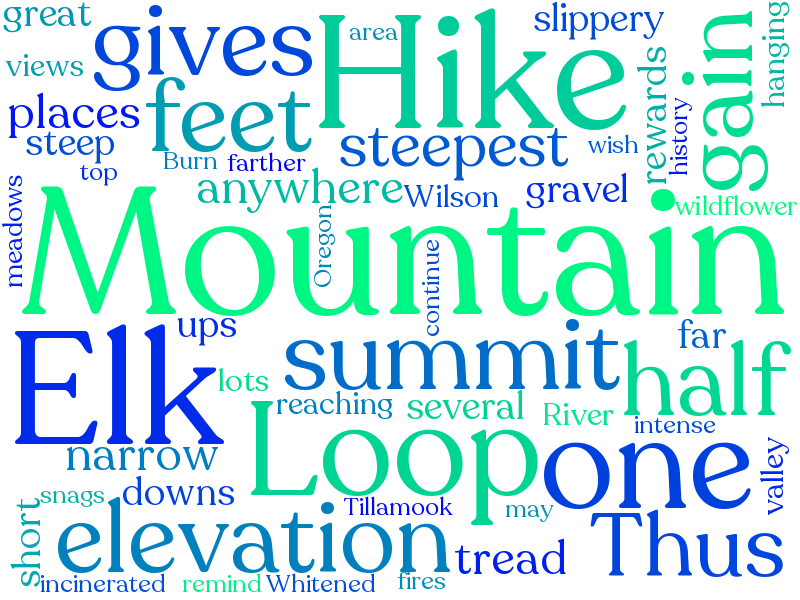 great
gives
Hike
area
slippery
gain
hanging
views
places
feet
steepest
rewards
history
steep
Burn
farther
wish
top
anywhere
Wilson
gravel
wildflower
meadows
Mountain
Oregon
continue
Elk
ups
summit
far
half
lots
reaching
several
River
intense
Loop
one
narrow
valley
snags
downs
Tillamook
may
short
elevation
tread
Thus
incinerated
remind
Whitened
fires